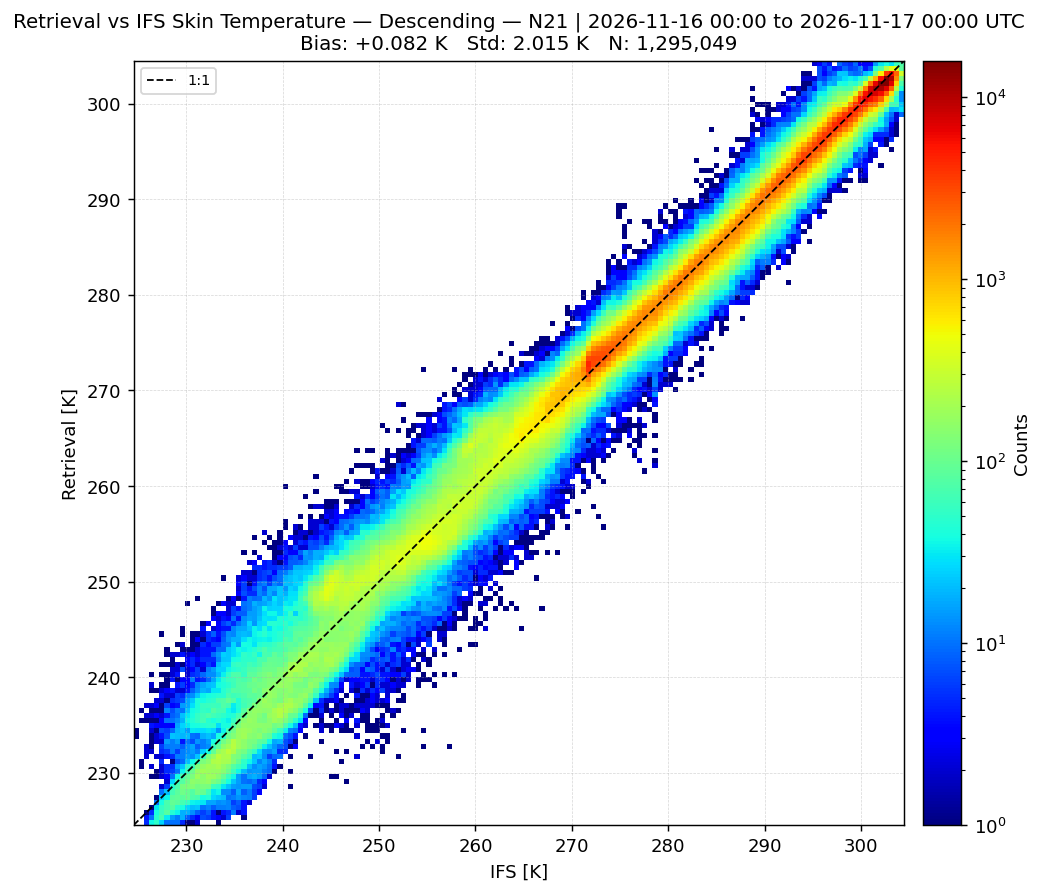 Retrieval vs IFS Skin Temperature — Descending — N21 | 2026-11-16 00:00 to 2026-11-17 00:00 UTC
Bias: +0.082 K   Std: 2.015 K   N: 1,295,049
1:1
300
290
280
270
260
250
240
230
Retrieval [K]
230 240 250 260 270 280 290 300
IFS [K]
10⁴
10³
10²
10¹
10⁰
Counts